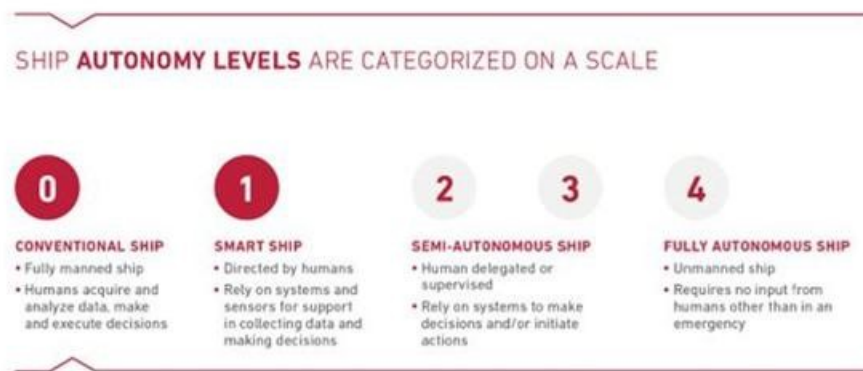 SHIP AUTONOMY LEVELS ARE CATEGORIZED ON A SCALE
0
CONVENTIONAL SHIP
• Fully manned ship
• Humans acquire and
analyze data, make
and execute decisions
1
SMART SHIP
• Directed by humans
• Rely on systems and
sensors for support
in collecting data and
making decisions
2 3
SEMI-AUTONOMOUS SHIP
• Human delegated or
supervised
• Rely on systems to make
decisions and/or initiate
actions
4
FULLY AUTONOMOUS SHIP
• Unmanned ship
• Requires no input from
humans other than in an
emergency